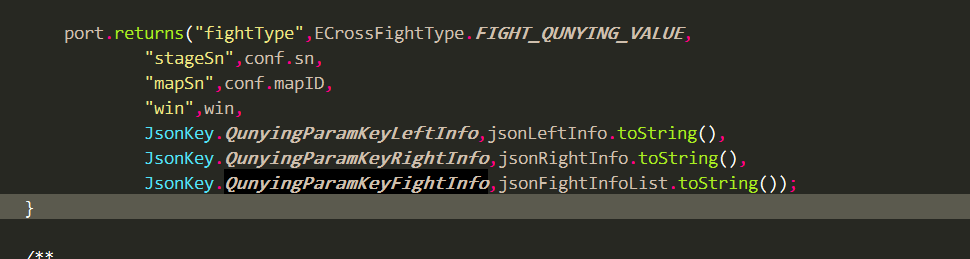 port.returns("fightType",ECrossFightType.FIGHT_QUNYING_VALUE,
"stageSn",conf.sn,
"mapSn",conf.mapID,
"win",win,
JsonKey.QunyingParamKeyLeftInfo,jsonLeftInfo.toString(),
JsonKey.QunyingParamKeyRightInfo,jsonRightInfo.toString(),
JsonKey.QunyingParamKeyFightInfo,jsonFightInfoList.toString());
}
/**